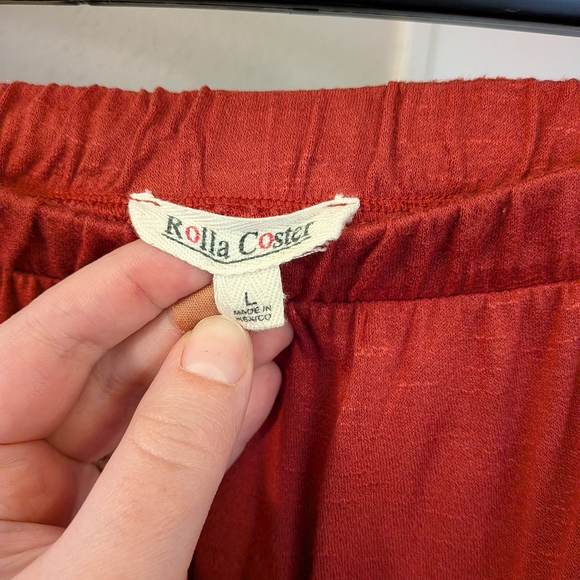 Rolla Coster
L
MADE IN
MEXICO